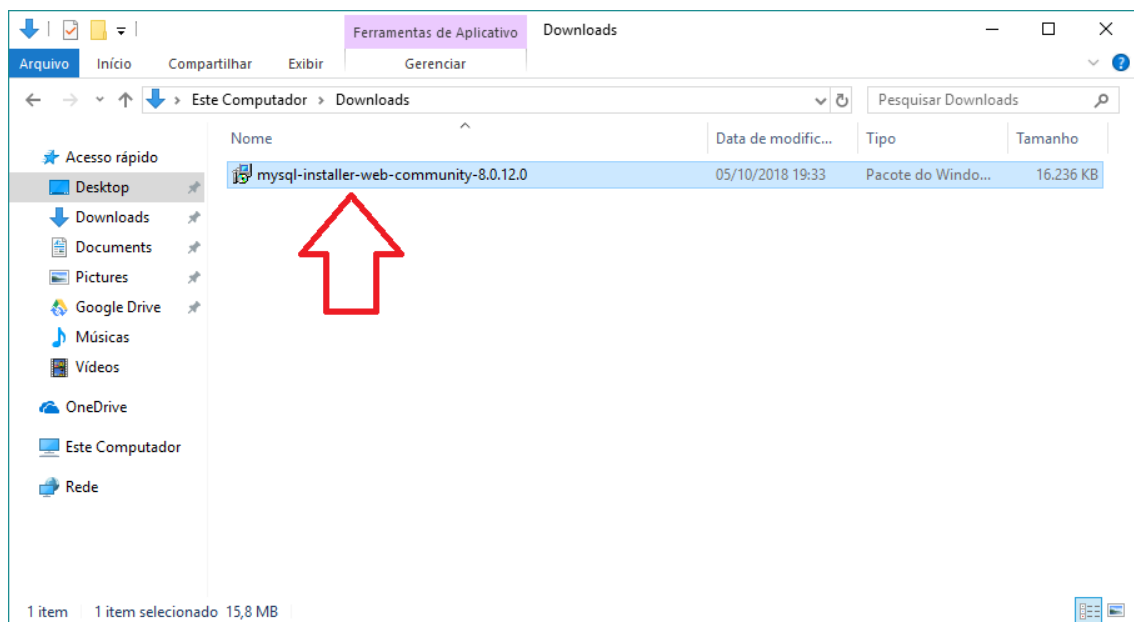 Ferramentas de Aplicativo Downloads
Arquivo Início Compartilhar Exibir Gerenciar
Este Computador Downloads Pesquisar Downloads
Nome Data de modific... Tipo Tamanho
mysql-installer-web-community-8.0.12.0 05/10/2018 19:33 Pacote do Windo... 16.236 KB
Acesso rápido
Desktop
Downloads
Documents
Pictures
Google Drive
Músicas
Vídeos
OneDrive
Este Computador
Rede
1 item 1 item selecionado 15,8 MB